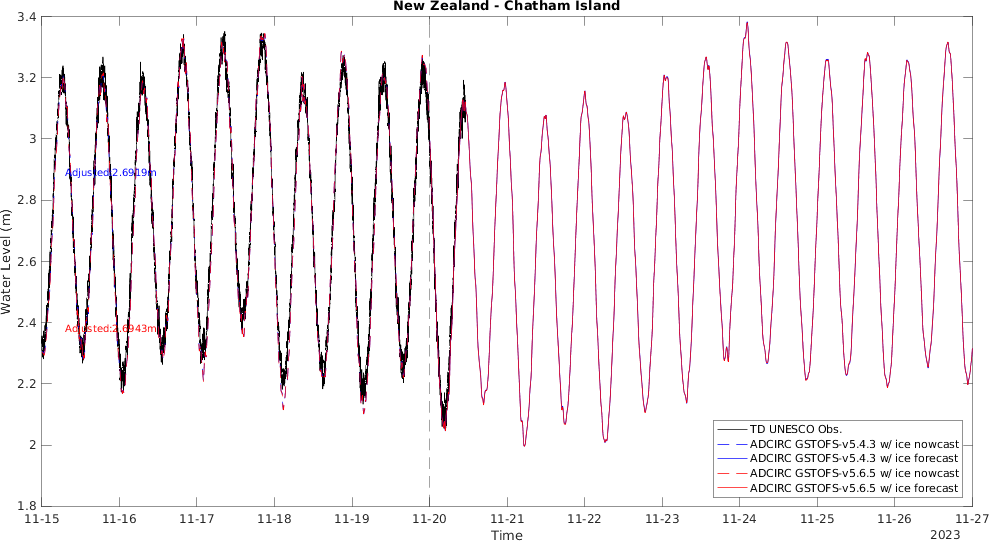 New Zealand - Chatham Island
3.4
3.2
3
2.8
2.6
2.4
2.2
2
1.8
Water Level (m)
Adjusted:2.6919m
Adjusted:2.6943m
TD UNESCO Obs.
ADCIRC GSTOFS-v5.4.3 w/ ice nowcast
ADCIRC GSTOFS-v5.4.3 w/ ice forecast
ADCIRC GSTOFS-v5.6.5 w/ ice nowcast
ADCIRC GSTOFS-v5.6.5 w/ ice forecast
11-15 11-16 11-17 11-18 11-19 11-20 11-21 11-22 11-23 11-24 11-25 11-26 11-27
Time
2023